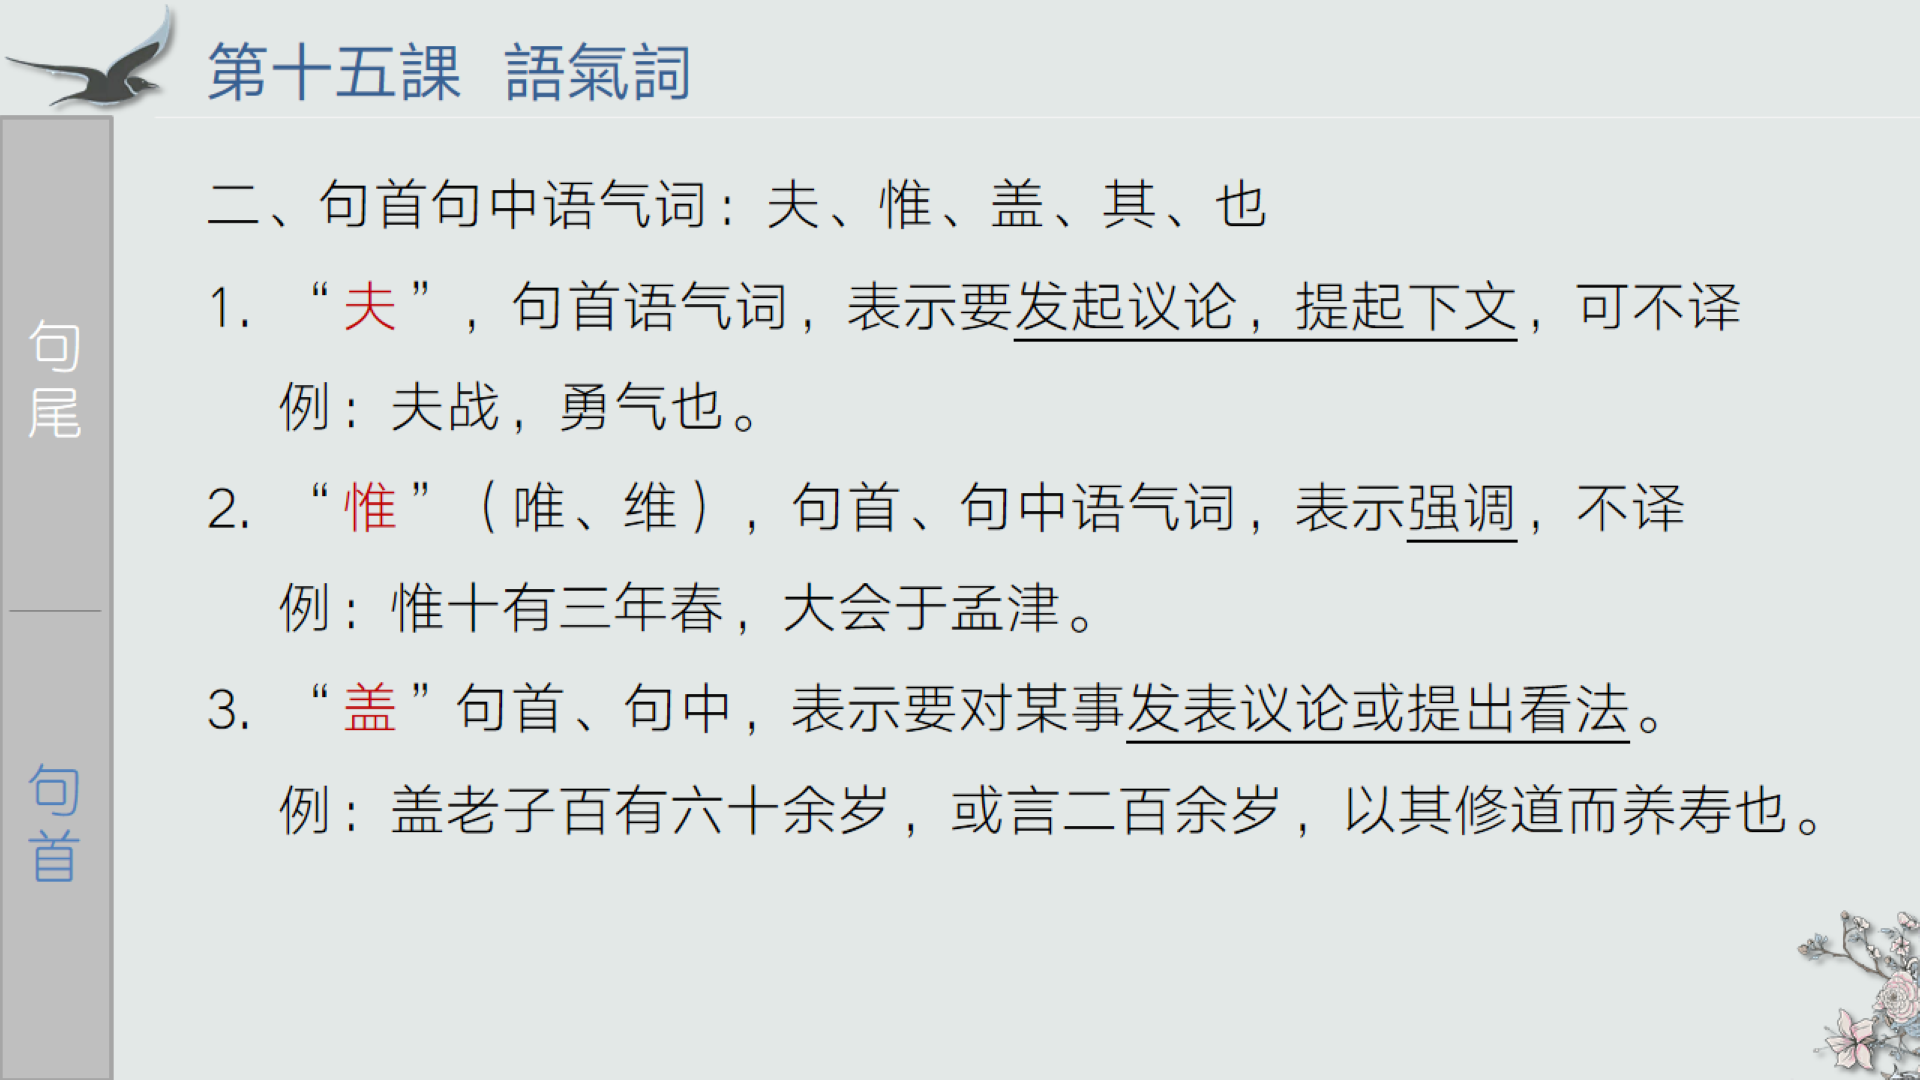 第十五課 語氣詞
句尾
句首
二、句首句中语气词：夫、惟、盖、其、也
1. “夫”，句首语气词，表示要发起议论，提起下文，可不译
例：夫战，勇气也。
2. “惟”（唯、维），句首、句中语气词，表示强调，不译
例：惟十有三年春，大会于孟津。
3. “盖”句首、句中，表示要对某事发表议论或提出看法。
例：盖老子百有六十余岁，或言二百余岁，以其修道而养寿也。